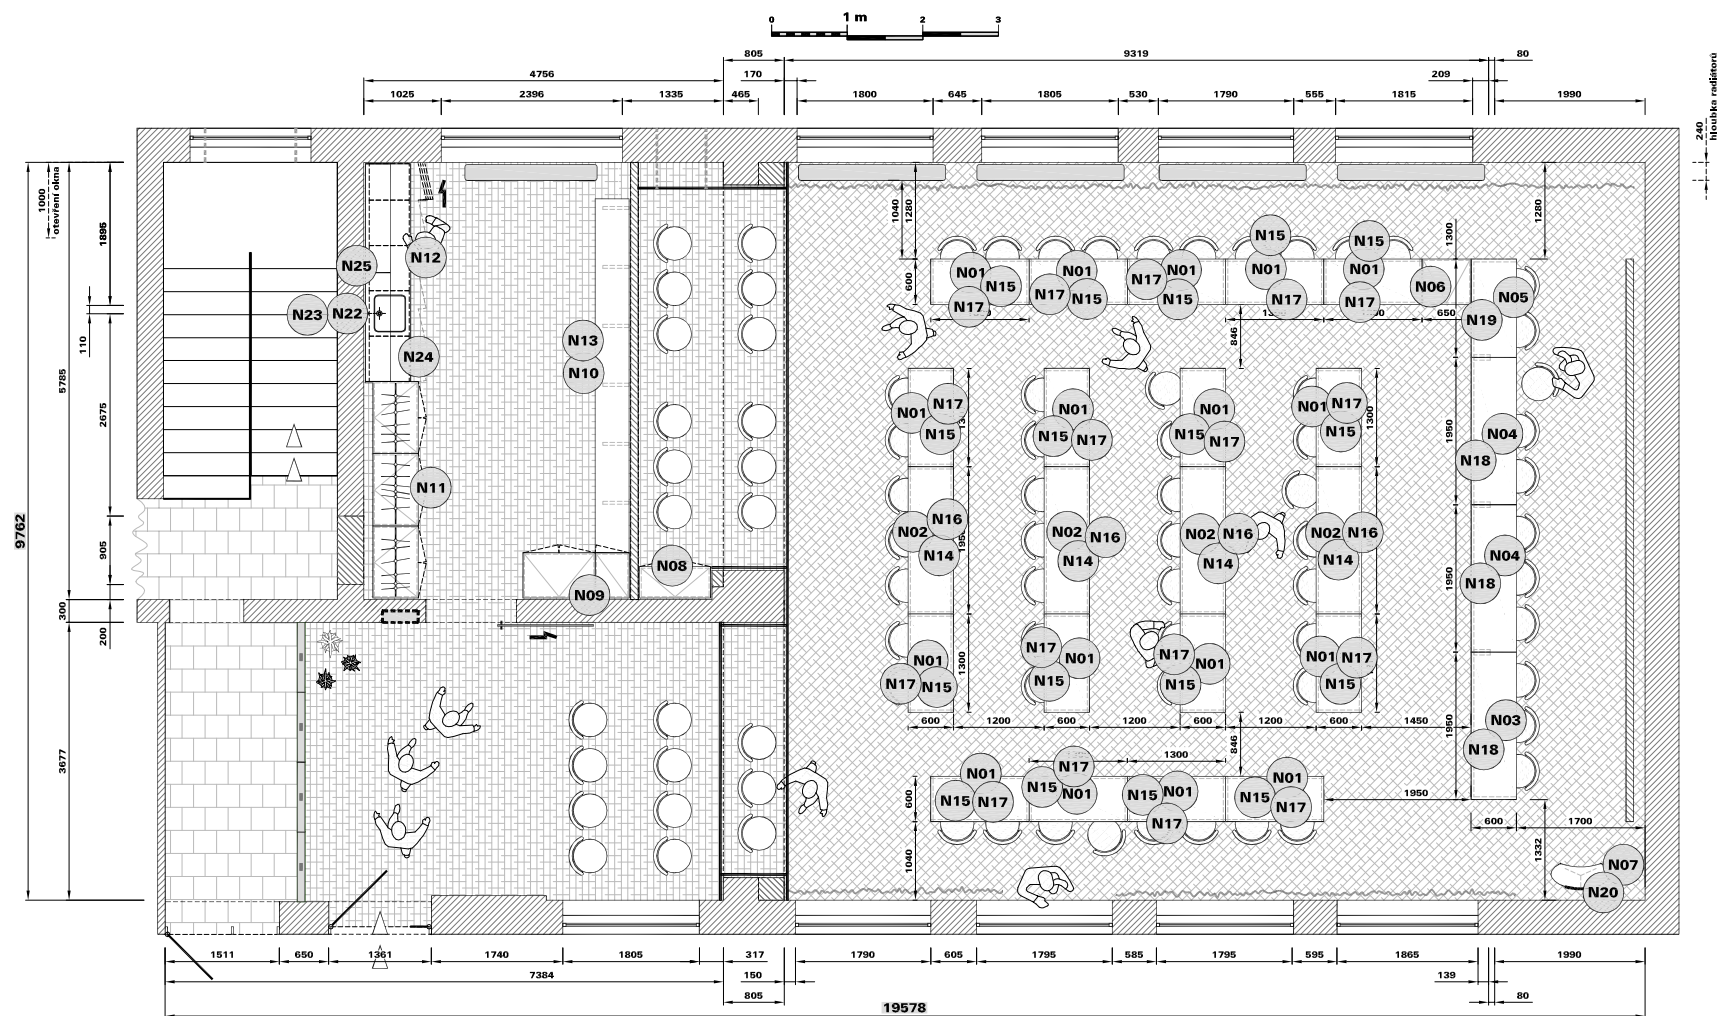 0 1 m 2 3
805 9319 80
4756 170 209
1025 2396 1335 465 1800 645 1805 530 1790 555 1815 1990
240
hloubka radiátorů
1000
otevření okna
1895
110
5785
2675
905
300
200
9762
3677
1040
1280
600
1300
1280
N12
N25
N23 N22
N24
N13
N10
N11
N08
N09
N15 N15
N01 N01 N01 N01 N01
N15 N17 N06
N17 N17 N15 N15 N17 N17
N05
N19
650
846
N01 N17 N15
N01 N15 N17
N01 N15 N17
N01 N17 N15
1300
1300
1950
N04
N18
N02 N16 N14
N02 N16 N14
N02 N16 N14
N02 N16 N14
1950
1950
N04
N18
N01 N17 N15
N17 N01 N15
N17 N01 N15
N01 N17 N15
1300
1950
N03
N18
600 1200 600 1200 600 1200 600 1450
846
1300
N01 N15 N17
N17 N15 N01
N15 N01 N17
N01 N15 N17
600
1040
1950
600 1700
1332
N07
N20
1511 650 1361 1740 1805 317 1790 605 1795 585 1795 595 1865 1990
7384 150 139
805 80
19578